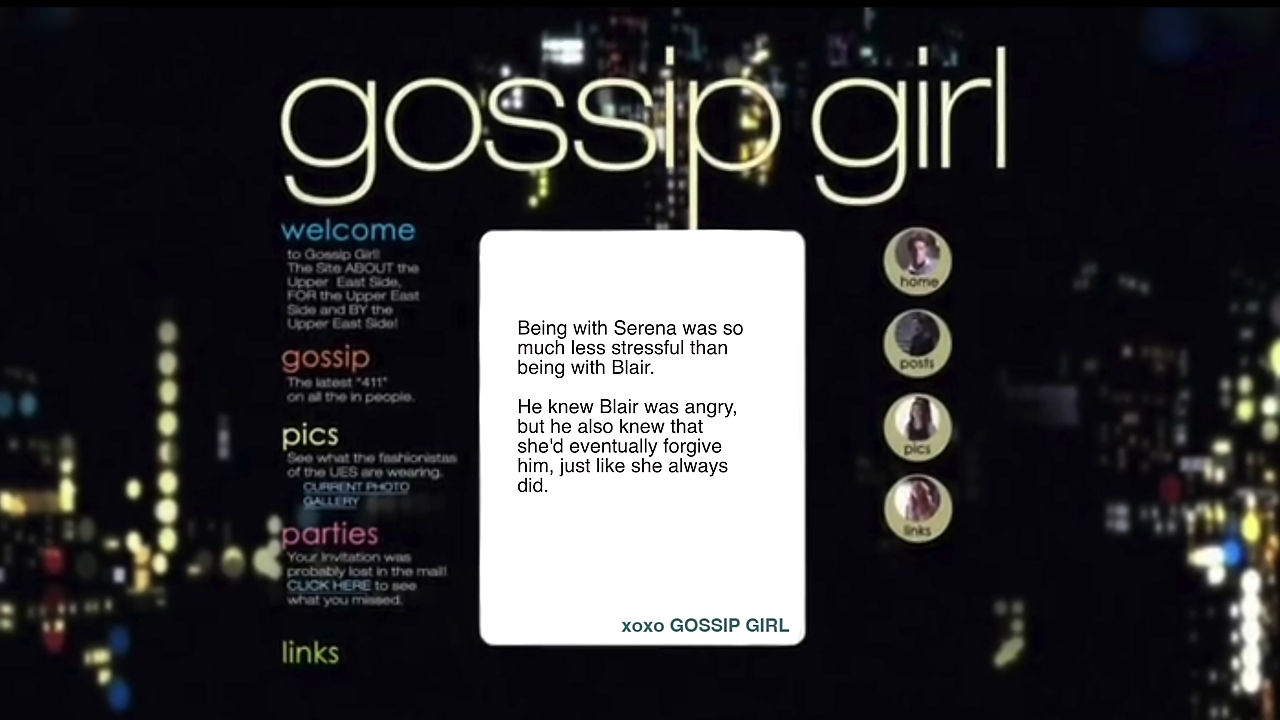 gossip girl
welcome
to Gossip Girl!
The Site ABOUT the
Upper East Side,
FOR the Upper East
Side and BY the
Upper East Side!
gossip
The latest "411"
on all the in people.
pics
See what the fashionistas
of the UES are wearing.
CURRENT PHOTO
GALLERY
parties
Your Invitation was
probably lost in the mail!
CLICK HERE to see
what you missed.
links
Being with Serena was so
much less stressful than
being with Blair.
He knew Blair was angry,
but he also knew that
she'd eventually forgive
him, just like she always
did.
xoxo GOSSIP GIRL
home
posts
pics
links